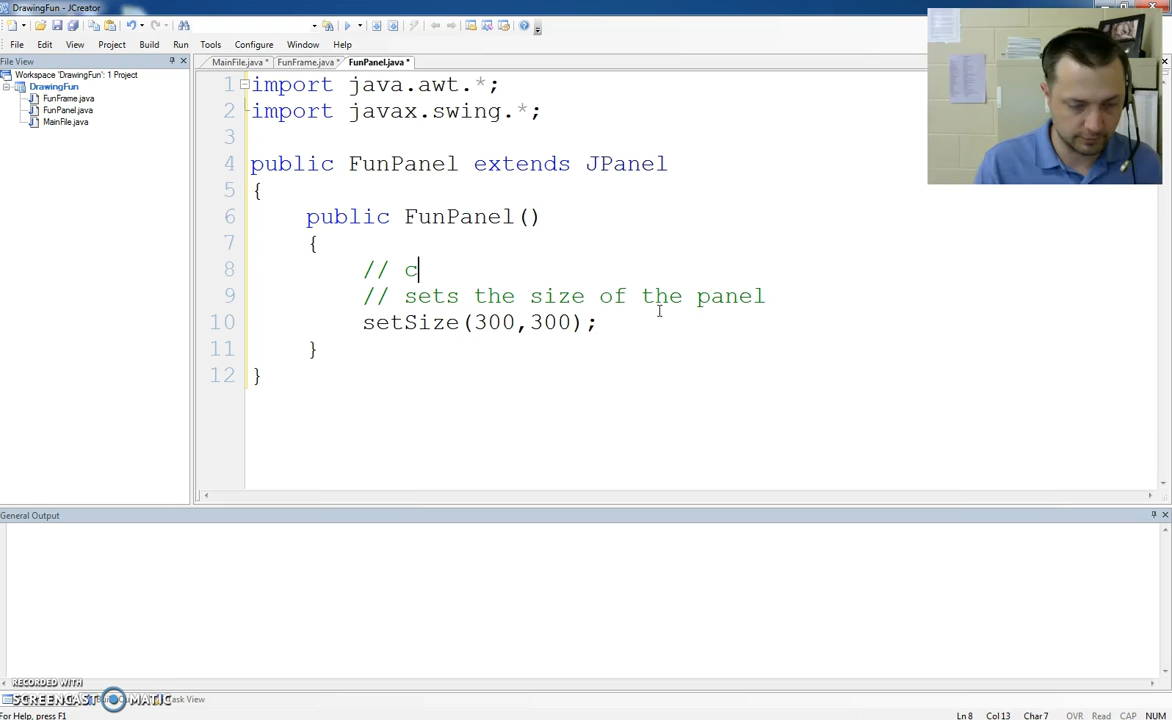 DrawingFun - JCreator
File Edit View Project Build Run Tools Configure Window Help
File View
MainFile.java * FunFrame.java * FunPanel.java *
Workspace 'DrawingFun': 1 Project
DrawingFun
FunFrame.java
FunPanel.java
MainFile.java
1 import java.awt.*;
2 import javax.swing.*;
3
4 public FunPanel extends JPanel
5 {
6 public FunPanel()
7 {
8 // c
9 // sets the size of the panel
10 setSize(300,300);
11 }
12 }
General Output
RECORDED WITH
SCREENCAST MATIC
Task View
For Help, press F1
Ln 8 Col 13 Char 7 OVR Read CAP NUM